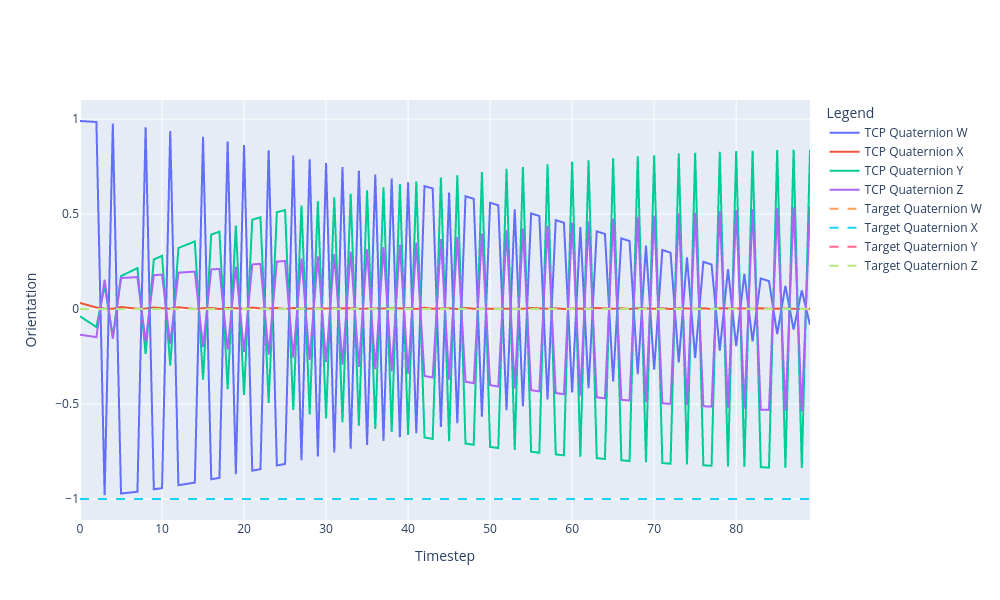 Legend
TCP Quaternion W
TCP Quaternion X
TCP Quaternion Y
TCP Quaternion Z
Target Quaternion W
Target Quaternion X
Target Quaternion Y
Target Quaternion Z
1
0.5
0
−0.5
−1
Orientation
0 10 20 30 40 50 60 70 80
Timestep